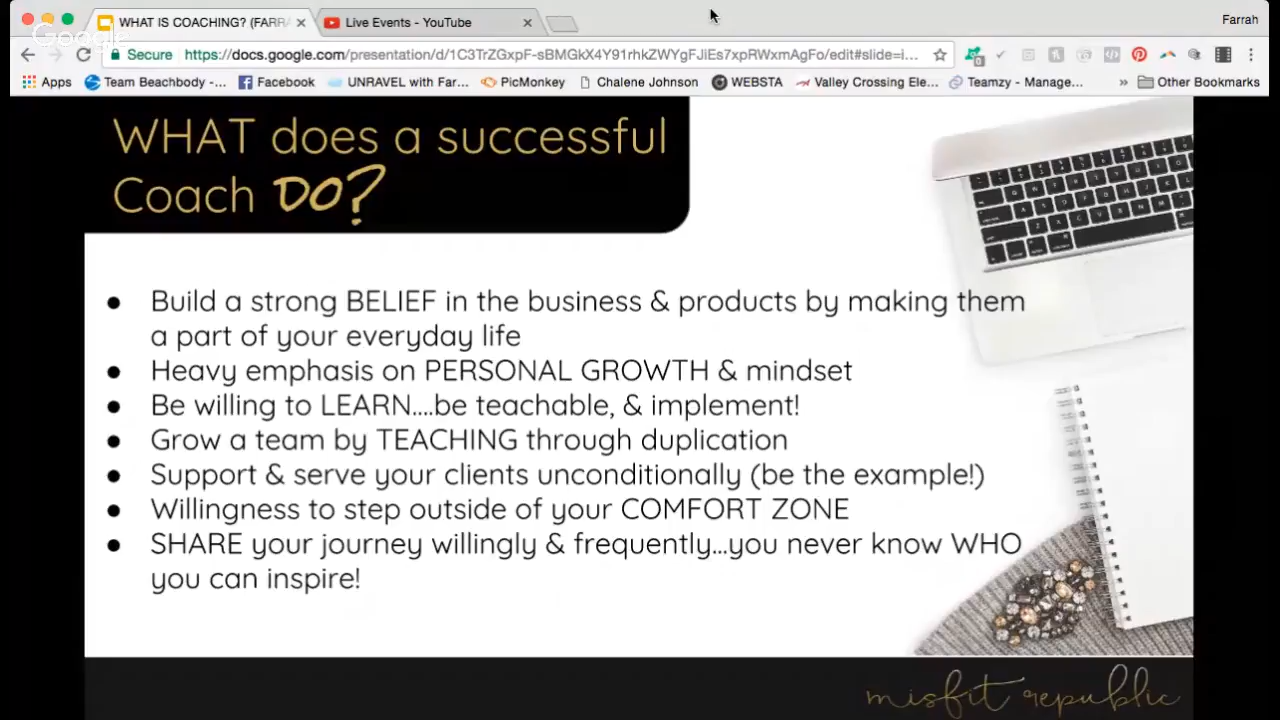 WHAT IS COACHING? (FARRA
Live Events - YouTube
Farrah
Google
Secure https://docs.google.com/presentation/d/1C3TrZGxpF-sBMGkX4Y91rhkZWYgFJiEs7xpRWxmAgFo/edit#slide=i...
Apps Team Beachbody -... Facebook UNRAVEL with Far... PicMonkey Chalene Johnson WEBSTA Valley Crossing Ele... Teamzy - Manage... » Other Bookmarks
WHAT does a successful
Coach DO?
● Build a strong BELIEF in the business & products by making them
a part of your everyday life
● Heavy emphasis on PERSONAL GROWTH & mindset
● Be willing to LEARN....be teachable, & implement!
● Grow a team by TEACHING through duplication
● Support & serve your clients unconditionally (be the example!)
● Willingness to step outside of your COMFORT ZONE
● SHARE your journey willingly & frequently...you never know WHO
you can inspire!
misfit republic